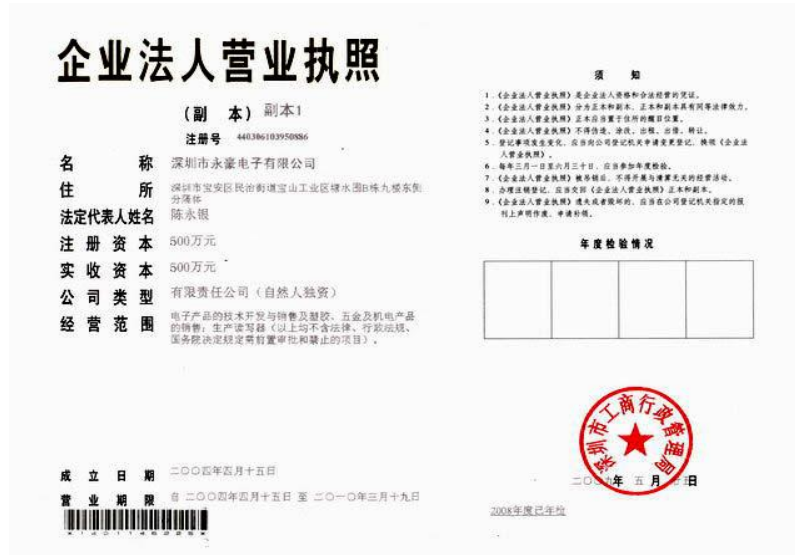 企业法人营业执照
（副 本）副本1
注册号 440306103950886
名 称 深圳市永豪电子有限公司
住 所 深圳市宝安区民治街道宝山工业区塘水围B栋九楼东侧
分隔体
法定代表人姓名 陈永银
注 册 资 本 500万元
实 收 资 本 500万元
公 司 类 型 有限责任公司（自然人独资）
经 营 范 围 电子产品的技术开发与销售及塑胶、五金及机电产品
的销售；生产读写器（以上均不含法律、行政法规、
国务院决定规定需前置审批和禁止的项目）。
成 立 日 期 二〇〇四年四月十五日
营 业 期 限 自 二〇〇四年四月十五日 至 二〇一〇年三月十九日
须 知
1．《企业法人营业执照》是企业法人资格和合法经营的凭证。
2．《企业法人营业执照》分为正本和副本，正本和副本具有同等法律效力。
3．《企业法人营业执照》正本应当置于住所的醒目位置。
4．《企业法人营业执照》不得伪造、涂改、出租、出借、转让。
5．登记事项发生变化，应当向公司登记机关申请变更登记，换领《企业法
人营业执照》。
6．每年三月一日至六月三十日，应当参加年度检验。
7．《企业法人营业执照》被吊销后，不得开展与清算无关的经营活动。
8．办理注销登记，应当交回《企业法人营业执照》正本和副本。
9．《企业法人营业执照》遗失或者毁坏的，应当在公司登记机关指定的报
刊上声明作废，申请补领。
年度检验情况
深圳市工商行政管理局
二〇〇九年 五 月 日
2008年度已年检